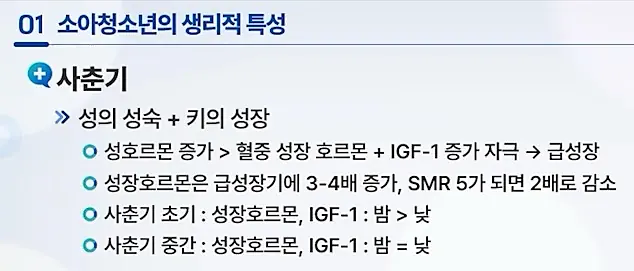 01 소아청소년의 생리적 특성
사춘기
성의 성숙 + 키의 성장
성호르몬 증가 > 혈중 성장 호르몬 + IGF-1 증가 자극 → 급성장
성장호르몬은 급성장기에 3-4배 증가, SMR 5가 되면 2배로 감소
사춘기 초기 : 성장호르몬, IGF-1 : 밤 > 낮
사춘기 중간 : 성장호르몬, IGF-1 : 밤 = 낮